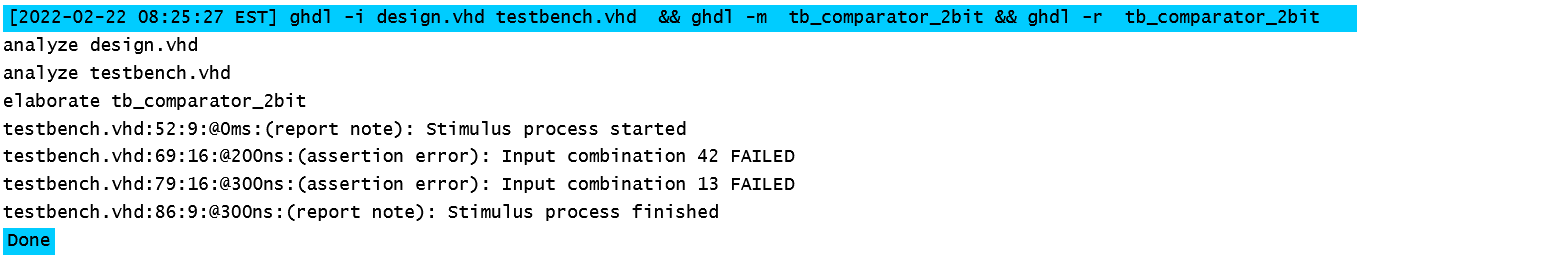 [2022-02-22 08:25:27 EST] ghdl -i design.vhd testbench.vhd  && ghdl -m  tb_comparator_2bit && ghdl -r  tb_comparator_2bit
analyze design.vhd
analyze testbench.vhd
elaborate tb_comparator_2bit
testbench.vhd:52:9:@0ms:(report note): Stimulus process started
testbench.vhd:69:16:@200ns:(assertion error): Input combination 42 FAILED
testbench.vhd:79:16:@300ns:(assertion error): Input combination 13 FAILED
testbench.vhd:86:9:@300ns:(report note): Stimulus process finished
Done